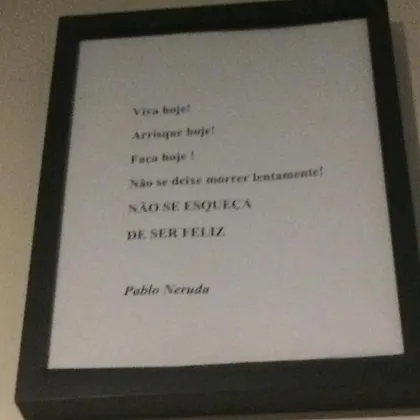 Viva hoje!
Arrisque hoje!
Faça hoje !
Não se deixe morrer lentamente!
NÃO SE ESQUEÇA
DE SER FELIZ
Pablo Neruda